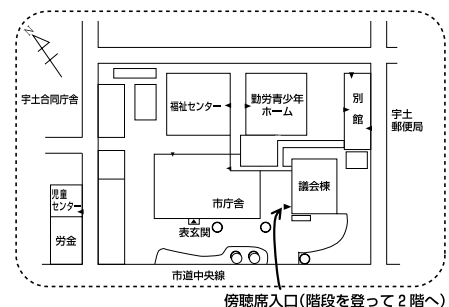 N
宇土合同庁舎
福祉センター
勤労青少年
ホーム
別
館
宇土
郵便局
児童
センター
労金
議会棟
市庁舎
表玄関
市道中央線
傍聴席入口(階段を登って2階へ)